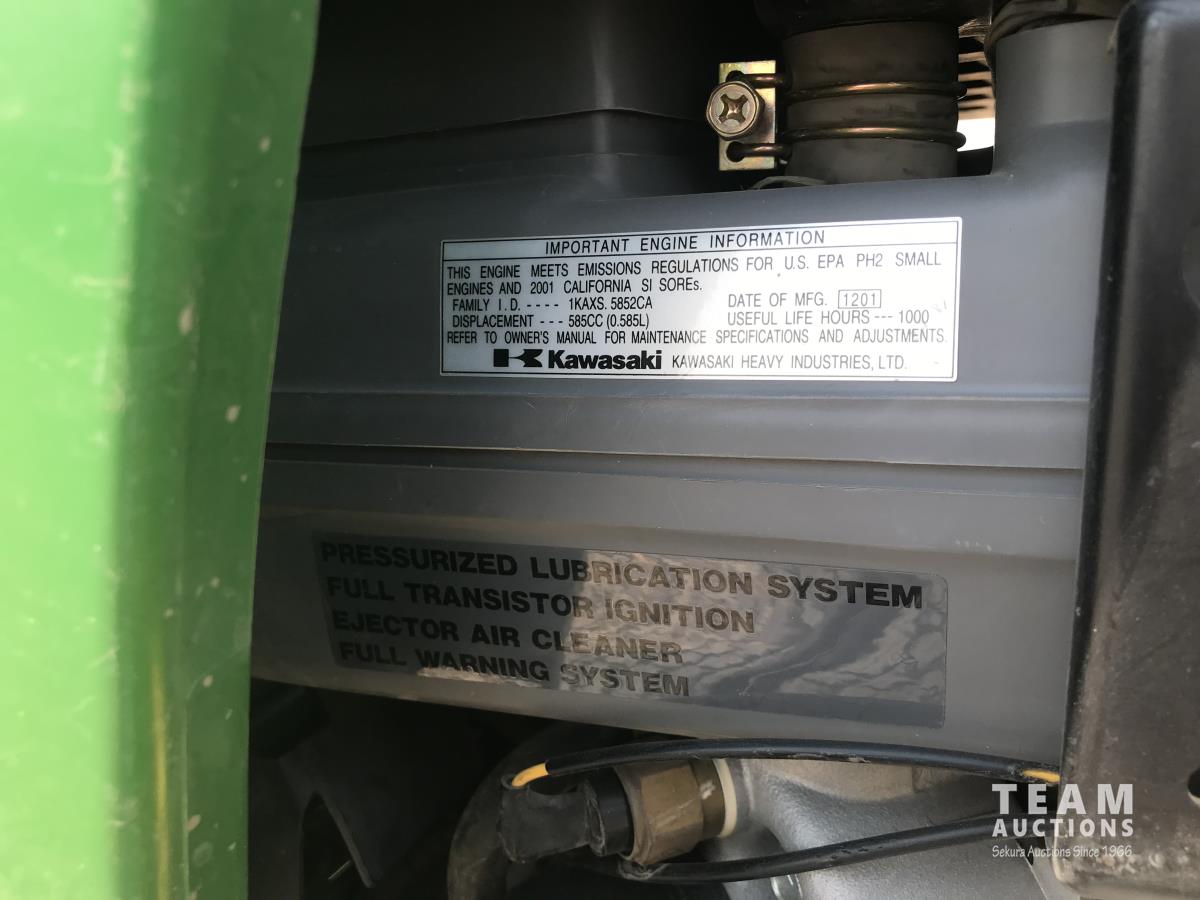 IMPORTANT ENGINE INFORMATION
THIS ENGINE MEETS EMISSIONS REGULATIONS FOR U.S. EPA PH2 SMALL
ENGINES AND 2001 CALIFORNIA SI SOREs.
FAMILY I.D. ---- 1KAXS.5852CA DATE OF MFG. 1201
DISPLACEMENT --- 585CC (0.585L) USEFUL LIFE HOURS --- 1000
REFER TO OWNER'S MANUAL FOR MAINTENANCE SPECIFICATIONS AND ADJUSTMENTS.
Kawasaki KAWASAKI HEAVY INDUSTRIES, LTD.
PRESSURIZED LUBRICATION SYSTEM
FULL TRANSISTOR IGNITION
EJECTOR AIR CLEANER
FULL WARNING SYSTEM
TEAM
AUCTIONS
Sekura Auctions Since 1966